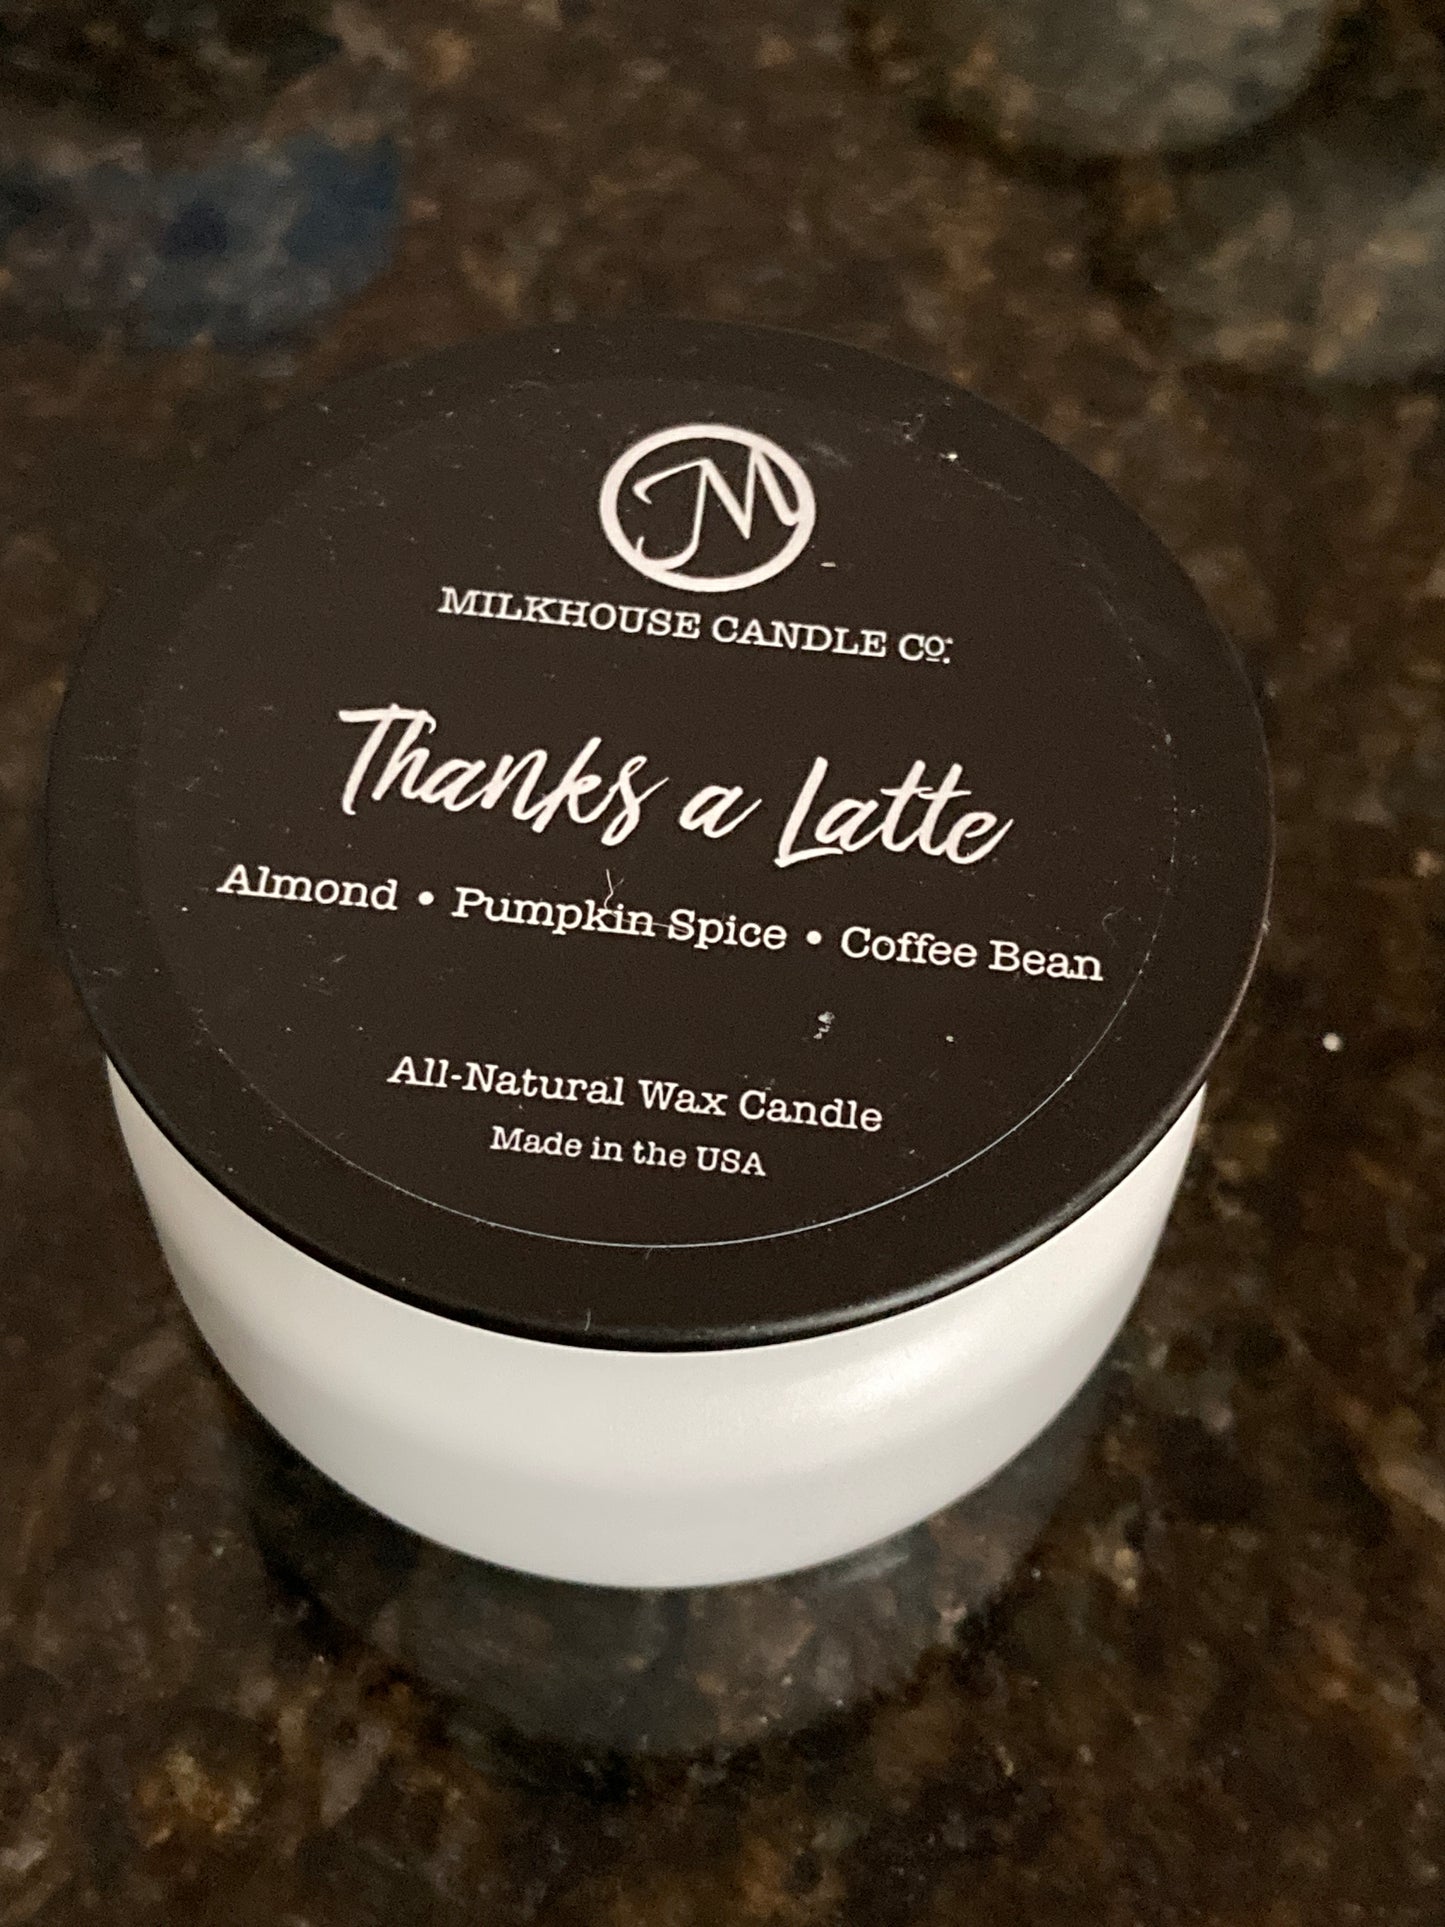 M
MILKHOUSE CANDLE Co.
Thanks a Latte
Almond • Pumpkin Spice • Coffee Bean
All-Natural Wax Candle
Made in the USA